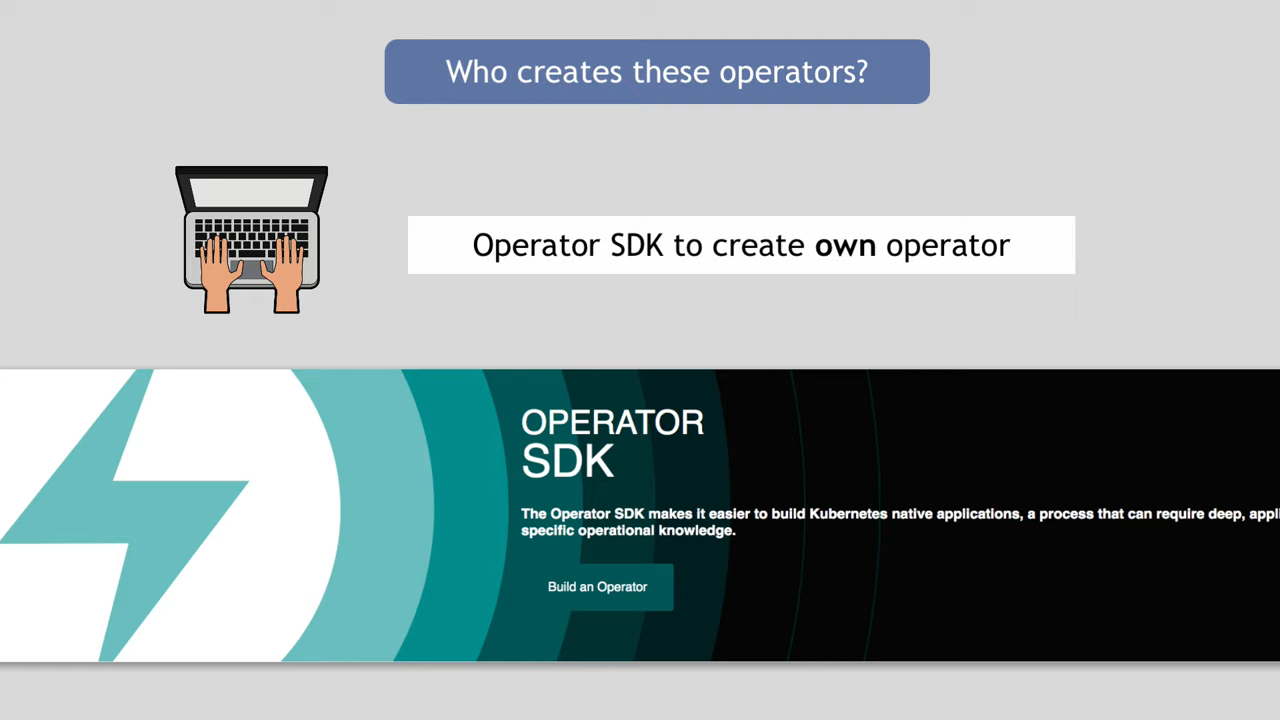 Who creates these operators?
Operator SDK to create own operator
OPERATOR
SDK
The Operator SDK makes it easier to build Kubernetes native applications, a process that can require deep, appli
specific operational knowledge.
Build an Operator